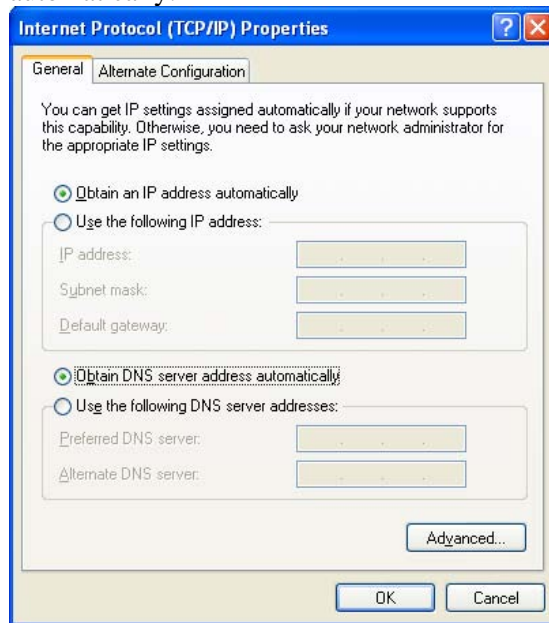 automatically.
Internet Protocol (TCP/IP) Properties
General
Alternate Configuration
You can get IP settings assigned automatically if your network supports
this capability. Otherwise, you need to ask your network administrator for
the appropriate IP settings.
Obtain an IP address automatically
Use the following IP address:
IP address:
Subnet mask:
Default gateway:
Obtain DNS server address automatically
Use the following DNS server addresses:
Preferred DNS server:
Alternate DNS server:
Advanced...
OK
Cancel